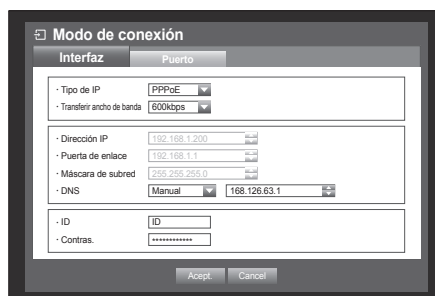 Modo de conexión
Interfaz Puerto
· Tipo de IP PPPoE
· Transferir ancho de banda 600kbps
· Dirección IP 192.168.1.200
· Puerta de enlace 192.168.1.1
· Máscara de subred 255.255.255.0
· DNS Manual 168.126.63.1
· ID ID
· Contras. ************
Acept. Cancel